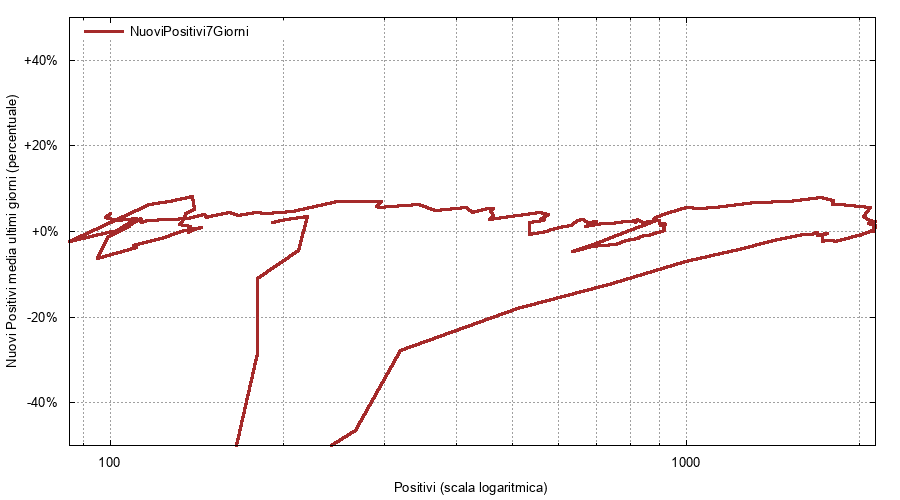 NuoviPositivi7Giorni
+40%
+20%
+0%
-20%
-40%
Nuovi Positivi media ultimi giorni (percentuale)
100
1000
Positivi (scala logaritmica)